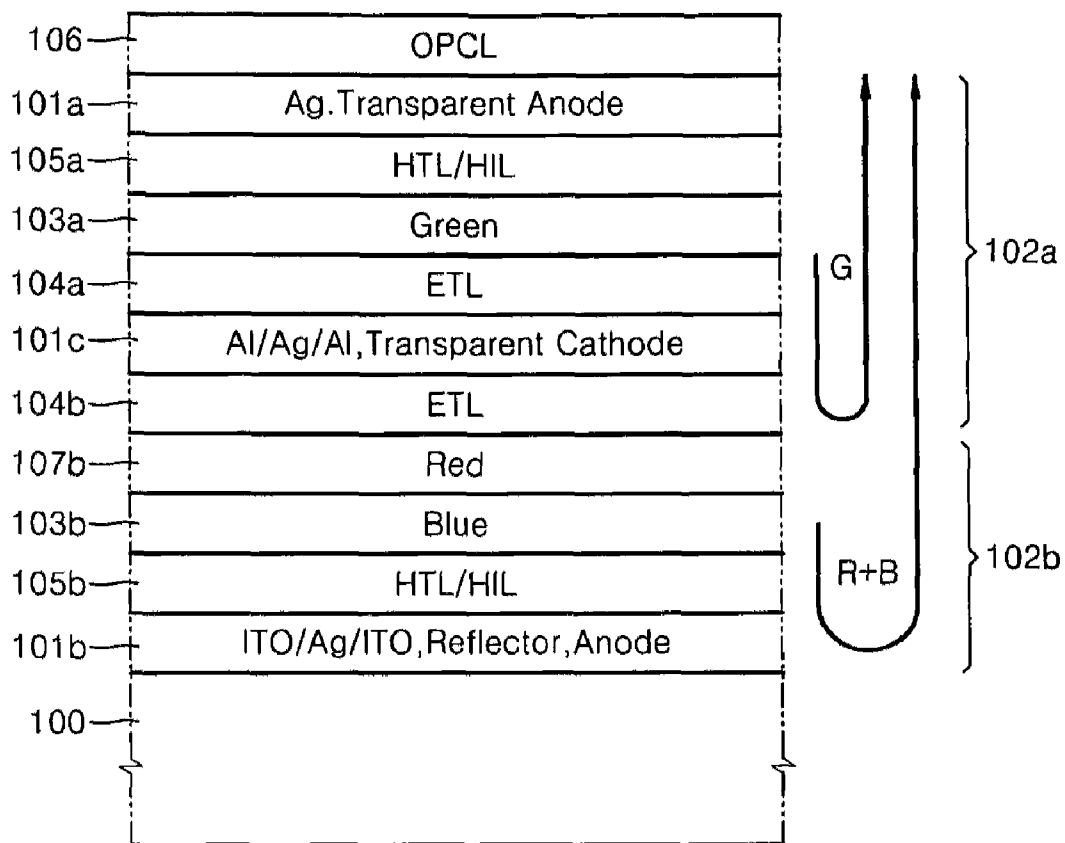 106 OPCL
101a Ag.Transparent Anode
105a HTL/HIL
103a Green
104a ETL
101c Al/Ag/Al,Transparent Cathode
104b ETL
107b Red
103b Blue
105b HTL/HIL
101b ITO/Ag/ITO,Reflector,Anode
100
G
102a
R+B
102b